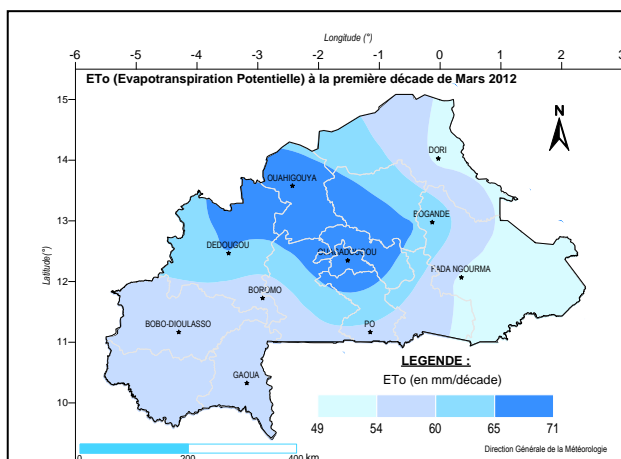 Longitude (°)
-6 -5 -4 -3 -2 -1 0 1 2 3
ETo (Evapotranspiration Potentielle) à la première décade de Mars 2012
15
N
14
DORI
OUAHIGOUYA
13
BOGANDE
DEDOUGOU
OUAGADOUGOU
Latitude(°)
12
FADA NGOURMA
BOROMO
BOBO-DIOULASSO
PO
11
LEGENDE :
GAOUA
ETo (en mm/décade)
10
49 54 60 65 71
Direction Générale de la Météorologie
0 200 400 km